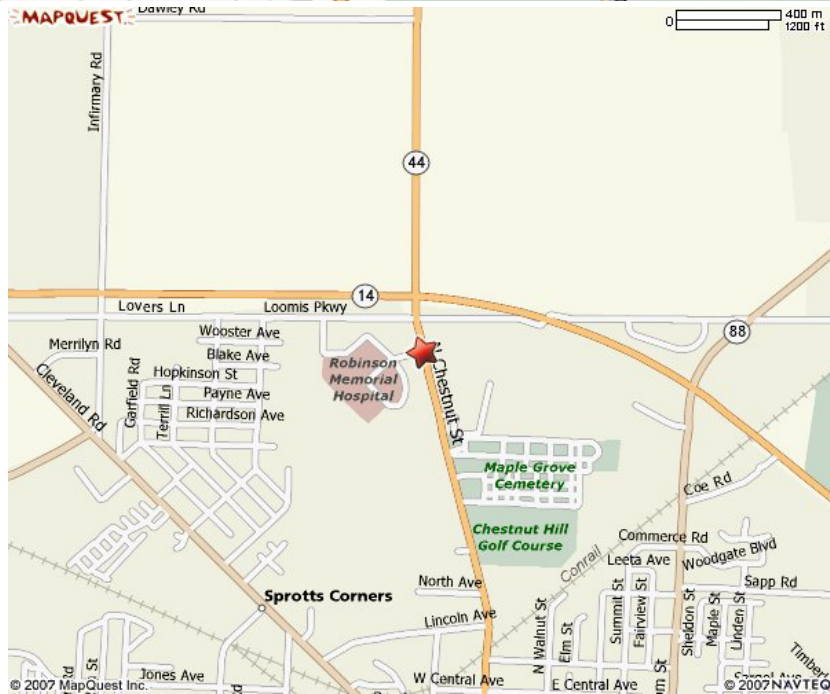 MAPQUEST
Dawley Rd
0
400 m
1200 ft
Infirmary Rd
44
14
Lovers Ln
Loomis Pkwy
88
Wooster Ave
Merrilyn Rd
Blake Ave
Robinson
Memorial
Hospital
N Chestnut St
Hopkinson St
Cleveland Rd
Garfield Rd
Terrill Ln
Payne Ave
Richardson Ave
Maple Grove
Cemetery
Coe Rd
Chestnut Hill
Golf Course
Commerce Rd
Conrail
Leeta Ave
Woodgate Blvd
North Ave
Sapp Rd
Sprotts Corners
Lincoln Ave
N Walnut St
Elm St
Summit St
Fairview St
Sheldon St
Maple St
Linden St
Jones Ave
W Central Ave
E Central Ave
© 2007 MapQuest Inc.
© 2007 NAVTEQ